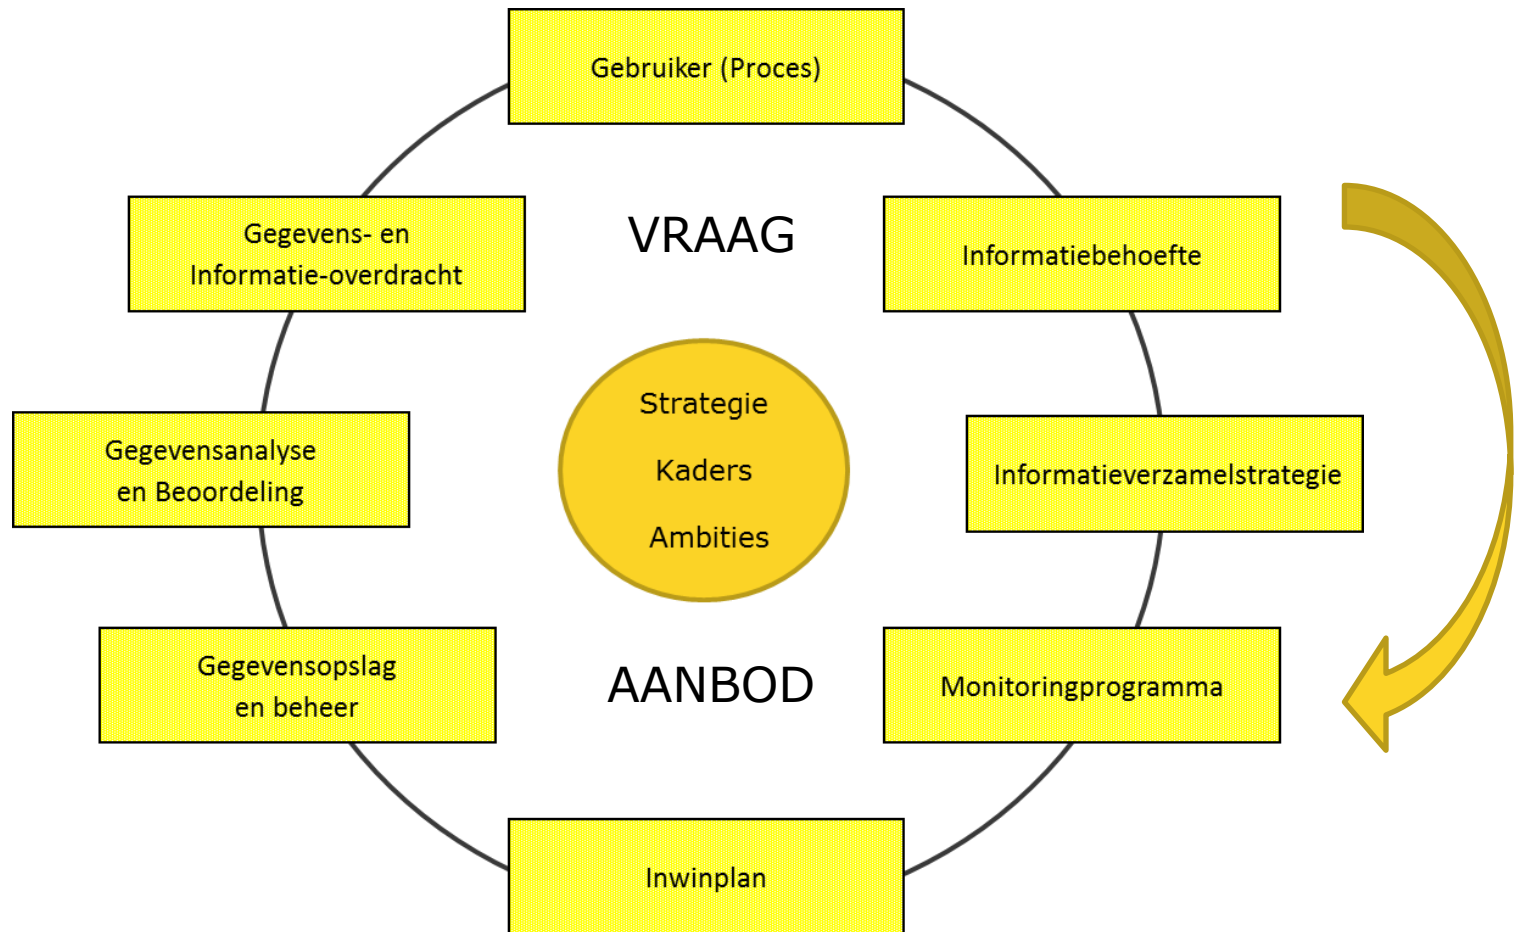 Gebruiker (Proces)
Gegevens- en
Informatie-overdracht
VRAAG
Informatiebehoefte
Strategie
Kaders
Ambities
Gegevensanalyse
en Beoordeling
Informatieverzamelstrategie
Gegevensopslag
en beheer
AANBOD
Monitoringprogramma
Inwinplan